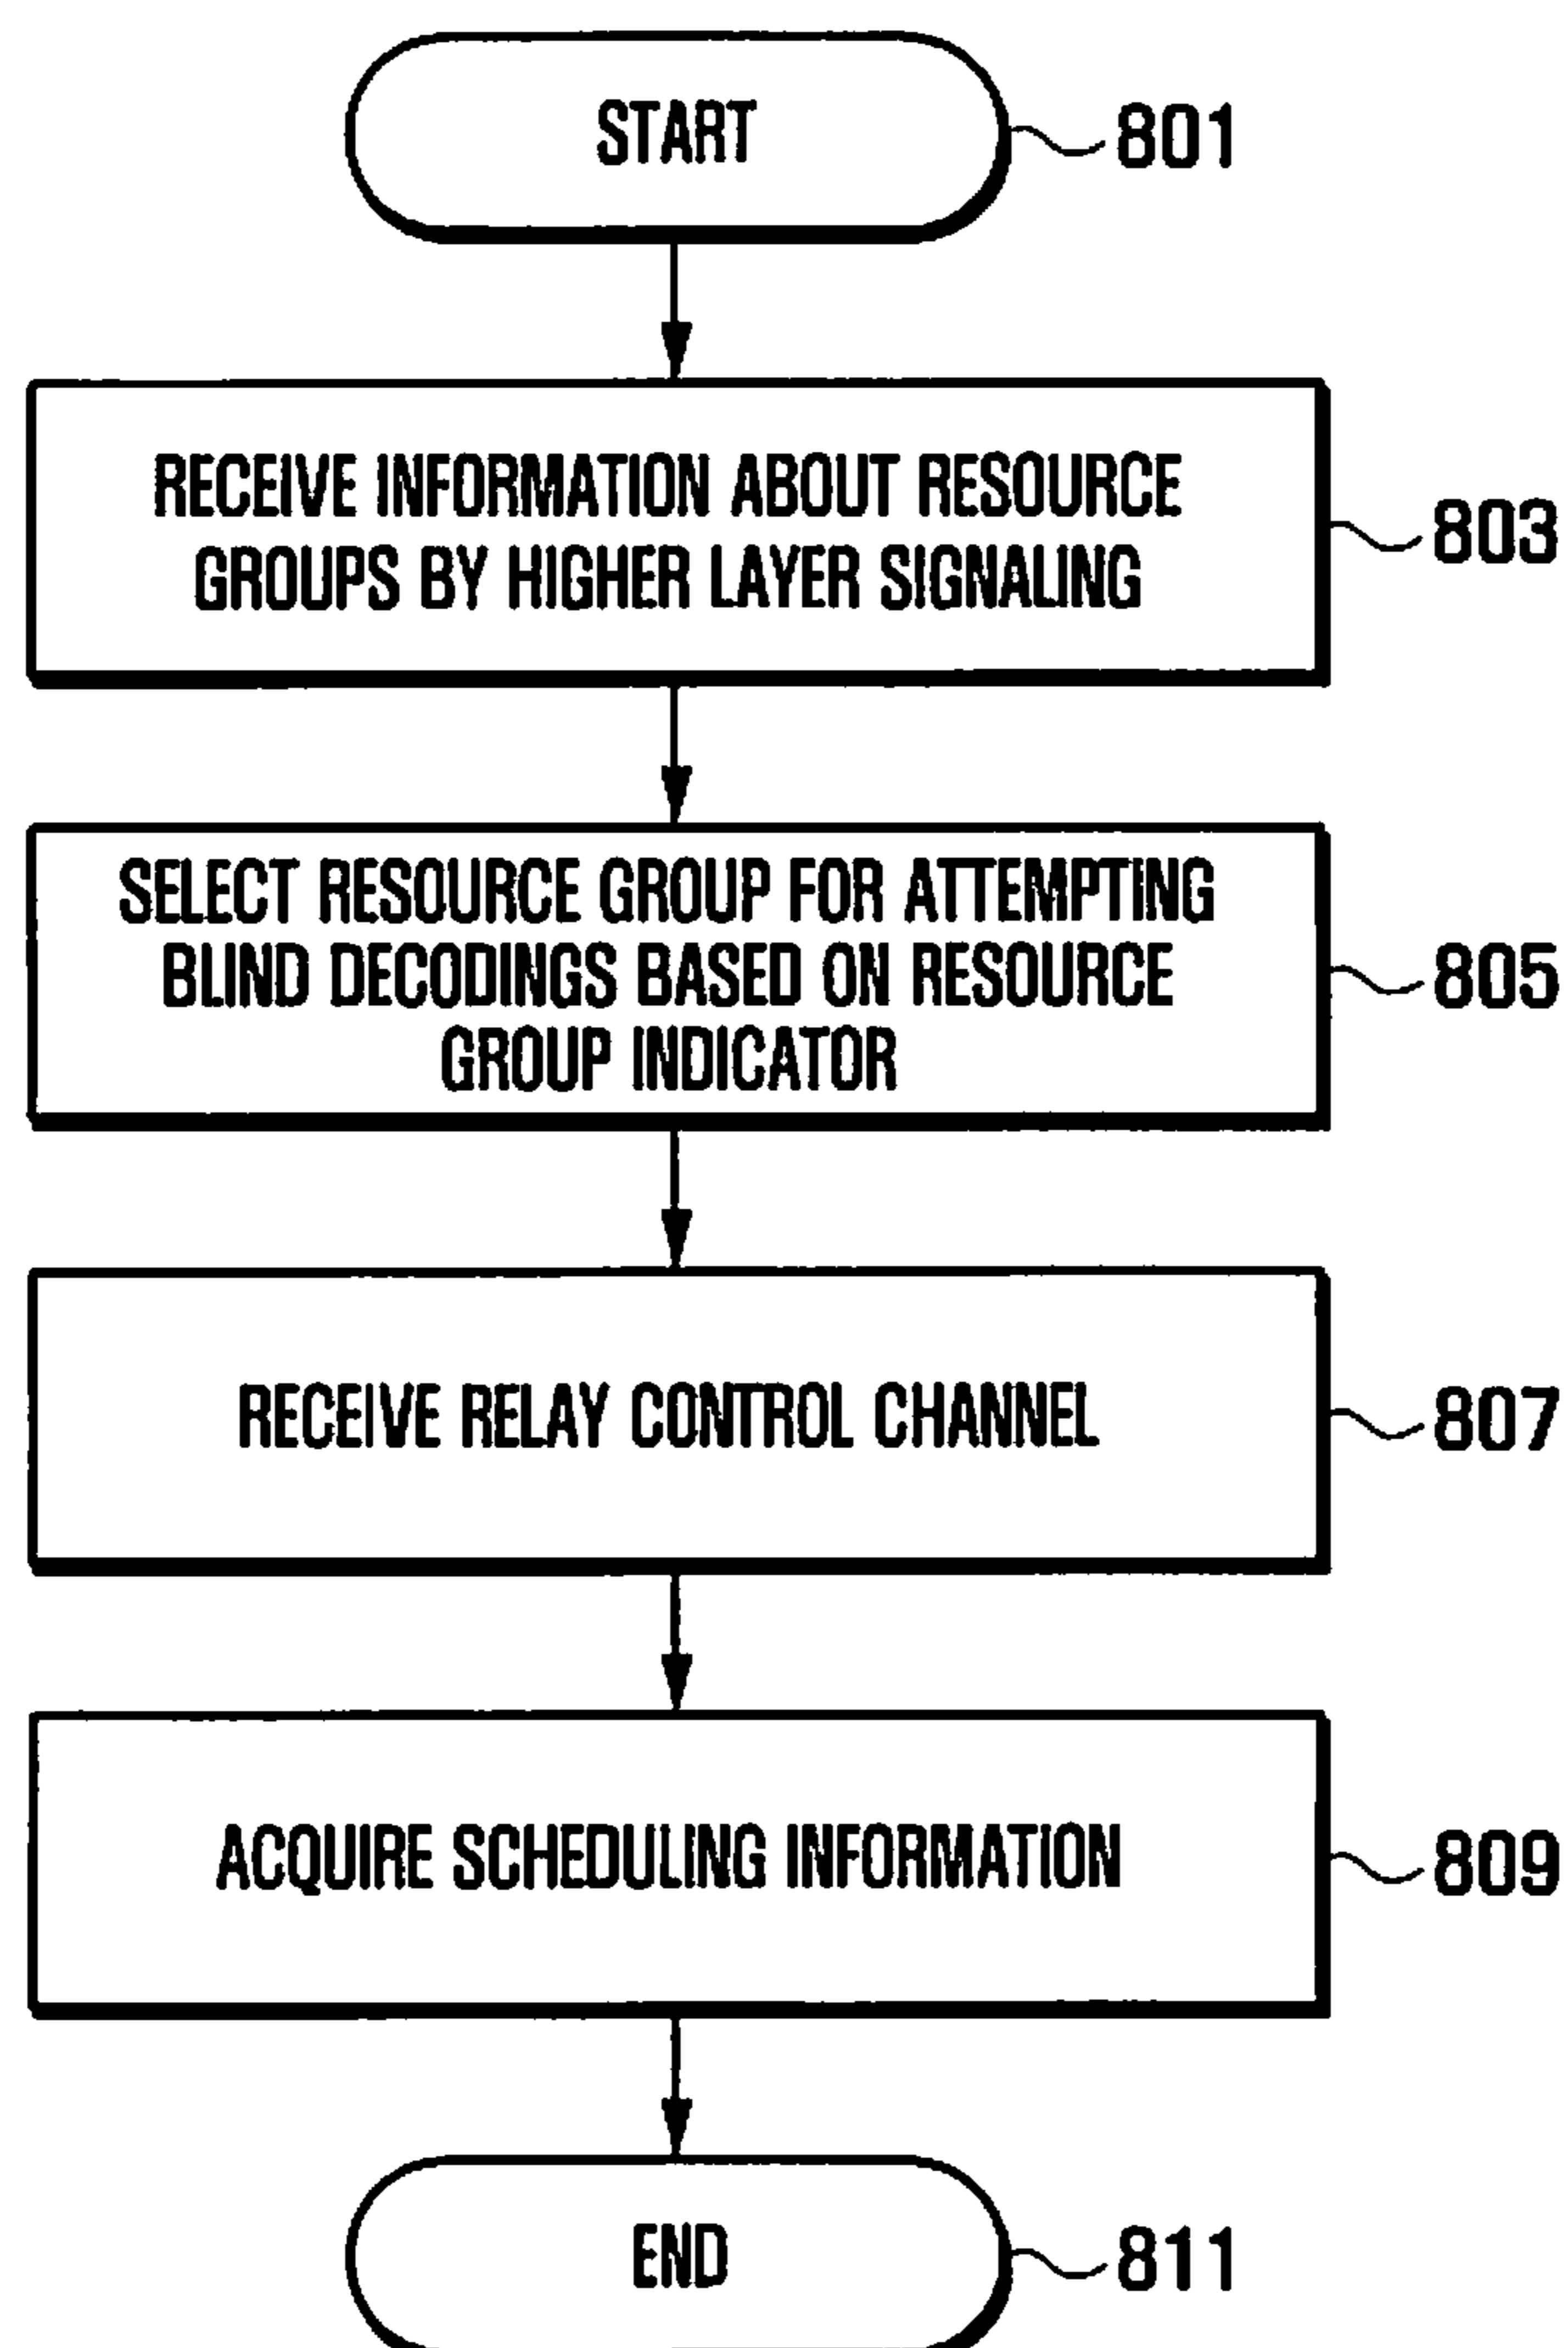 START
801
RECEIVE INFORMATION ABOUT RESOURCE
GROUPS BY HIGHER LAYER SIGNALING
803
SELECT RESOURCE GROUP FOR ATTEMPTING
BLIND DECODINGS BASED ON RESOURCE
GROUP INDICATOR
805
RECEIVE RELAY CONTROL CHANNEL
807
ACQUIRE SCHEDULING INFORMATION
809
END
811